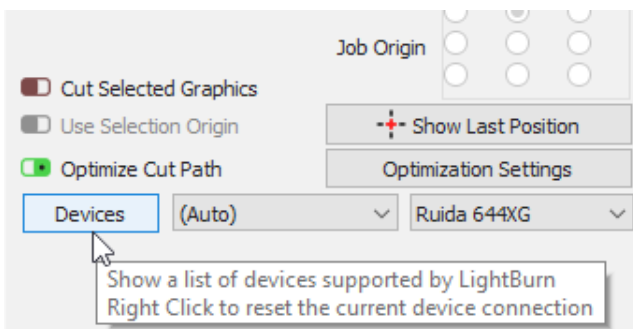 Job Origin
Cut Selected Graphics
Use Selection Origin
Show Last Position
Optimize Cut Path
Optimization Settings
Devices
(Auto)
Ruida 644XG
Show a list of devices supported by LightBurn
Right Click to reset the current device connection